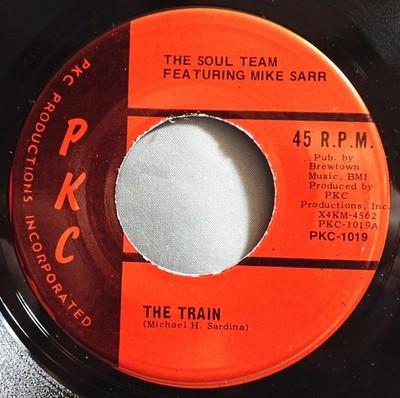 THE SOUL TEAM
FEATURING MIKE SARR
PKC
PKC PRODUCTIONS INCORPORATED
45 R.P.M.
Pub. by
Brewtown
Music, BMI
Produced by
PKC
Productions, Inc.
X4KM-4562
PKC-1019A
PKC-1019
THE TRAIN
(Michael H. Sardina)